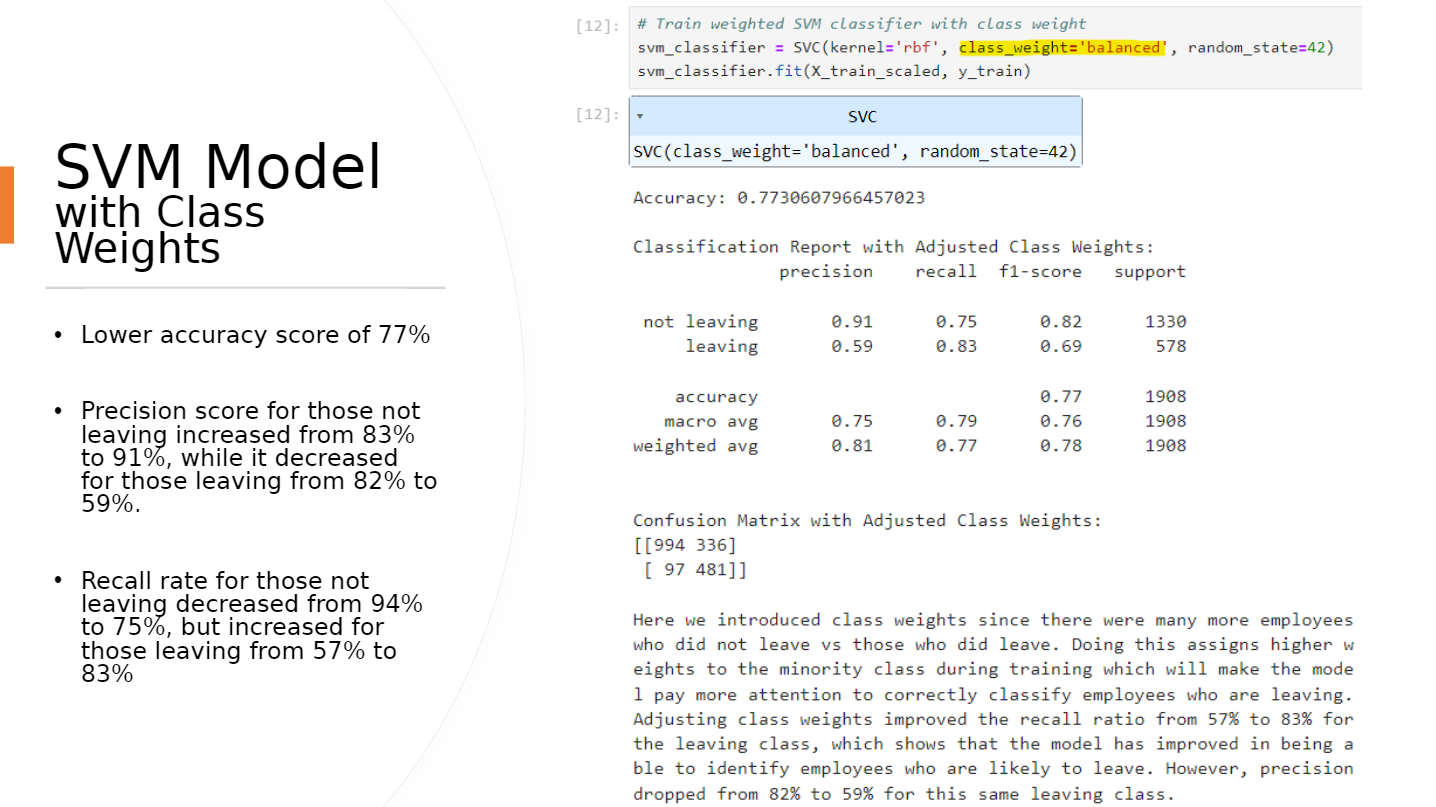 SVM Model
with Class
Weights
• Lower accuracy score of 77%
• Precision score for those not
leaving increased from 83%
to 91%, while it decreased
for those leaving from 82% to
59%.
• Recall rate for those not
leaving decreased from 94%
to 75%, but increased for
those leaving from 57% to
83%
[12]: # Train weighted SVM classifier with class weight
svm_classifier = SVC(kernel='rbf', class_weight='balanced', random_state=42)
svm_classifier.fit(X_train_scaled, y_train)
[12]: ▾ SVC
SVC(class_weight='balanced', random_state=42)
Accuracy: 0.7730607966457023
Classification Report with Adjusted Class Weights:
precision recall f1-score support
not leaving 0.91 0.75 0.82 1330
leaving 0.59 0.83 0.69 578
accuracy 0.77 1908
macro avg 0.75 0.79 0.76 1908
weighted avg 0.81 0.77 0.78 1908
Confusion Matrix with Adjusted Class Weights:
[[994 336]
[ 97 481]]
Here we introduced class weights since there were many more employees
who did not leave vs those who did leave. Doing this assigns higher w
eights to the minority class during training which will make the mode
l pay more attention to correctly classify employees who are leaving.
Adjusting class weights improved the recall ratio from 57% to 83% for
the leaving class, which shows that the model has improved in being a
ble to identify employees who are likely to leave. However, precision
dropped from 82% to 59% for this same leaving class.